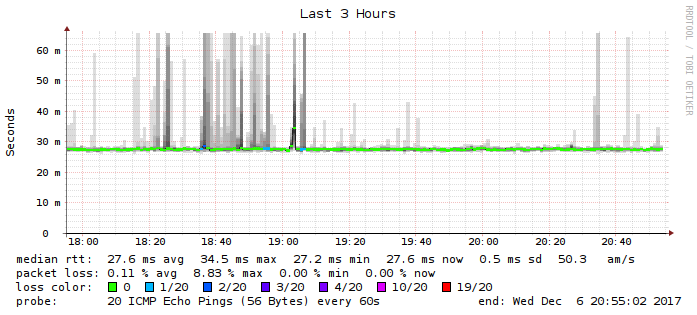 Last 3 Hours
RRDTOOL / TOBI OETIKER
Seconds
60 m
50 m
40 m
30 m
20 m
10 m
0
18:00 18:20 18:40 19:00 19:20 19:40 20:00 20:20 20:40
median rtt: 27.6 ms avg 34.5 ms max 27.2 ms min 27.6 ms now 0.5 ms sd 50.3 am/s
packet loss: 0.11 % avg 8.83 % max 0.00 % min 0.00 % now
loss color: 0 1/20 2/20 3/20 4/20 10/20 19/20
probe: 20 ICMP Echo Pings (56 Bytes) every 60s end: Wed Dec 6 20:55:02 2017